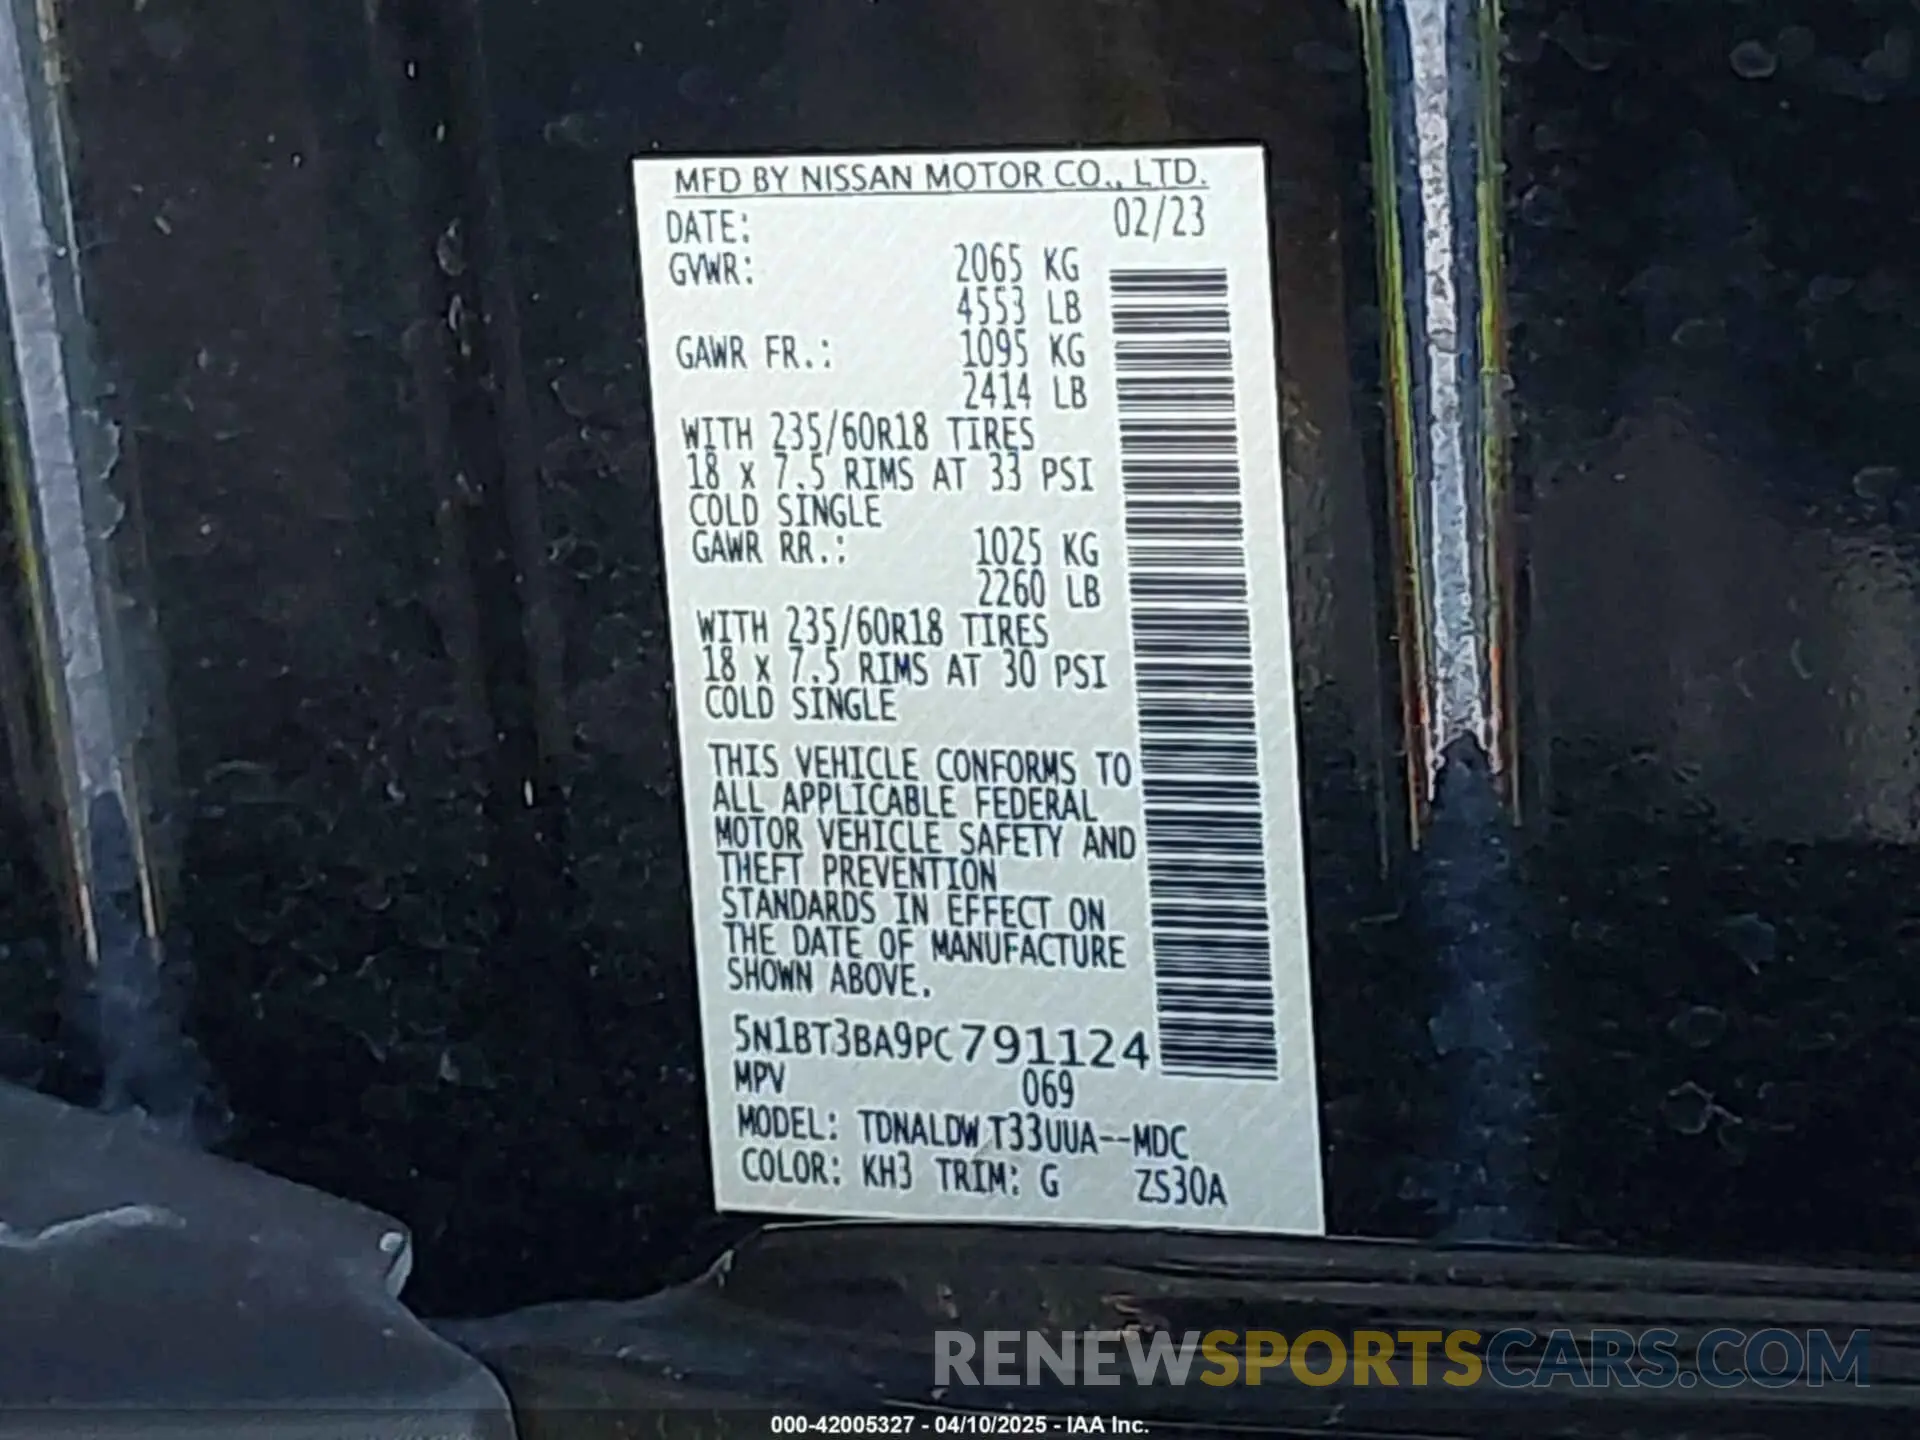 MFD BY NISSAN MOTOR CO., LTD.
DATE: 02/23
GVWR: 2065 KG
4553 LB
GAWR FR.: 1095 KG
2414 LB
WITH 235/60R18 TIRES
18 x 7.5 RIMS AT 33 PSI
COLD SINGLE
GAWR RR.: 1025 KG
2260 LB
WITH 235/60R18 TIRES
18 x 7.5 RIMS AT 30 PSI
COLD SINGLE
THIS VEHICLE CONFORMS TO
ALL APPLICABLE FEDERAL
MOTOR VEHICLE SAFETY AND
THEFT PREVENTION
STANDARDS IN EFFECT ON
THE DATE OF MANUFACTURE
SHOWN ABOVE.
5N1BT3BA9PC791124
MPV 069
MODEL: TDNALDW T33UUA--MDC
COLOR: KH3 TRIM: G ZS30A
RENEWSPORTSCARS.COM
000-42005327 - 04/10/2025 - IAA Inc.